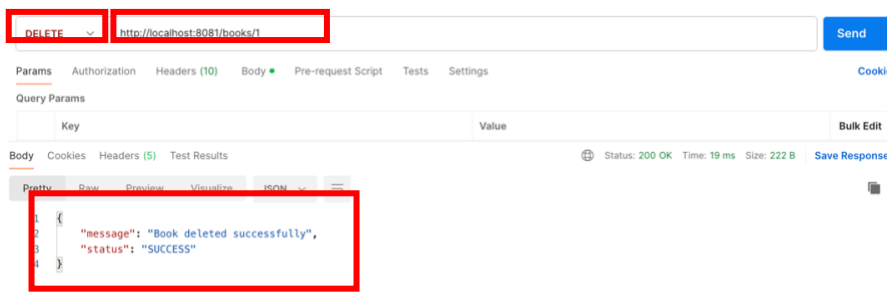 DELETE http://localhost:8081/books/1 Send
Params Authorization Headers (10) Body Pre-request Script Tests Settings Cooki
Query Params
Key Value Bulk Edit
Body Cookies Headers (5) Test Results Status: 200 OK Time: 19 ms Size: 222 B Save Response
Pretty Raw Preview Visualize JSON
1 {
2 "message": "Book deleted successfully",
3 "status": "SUCCESS"
4 }